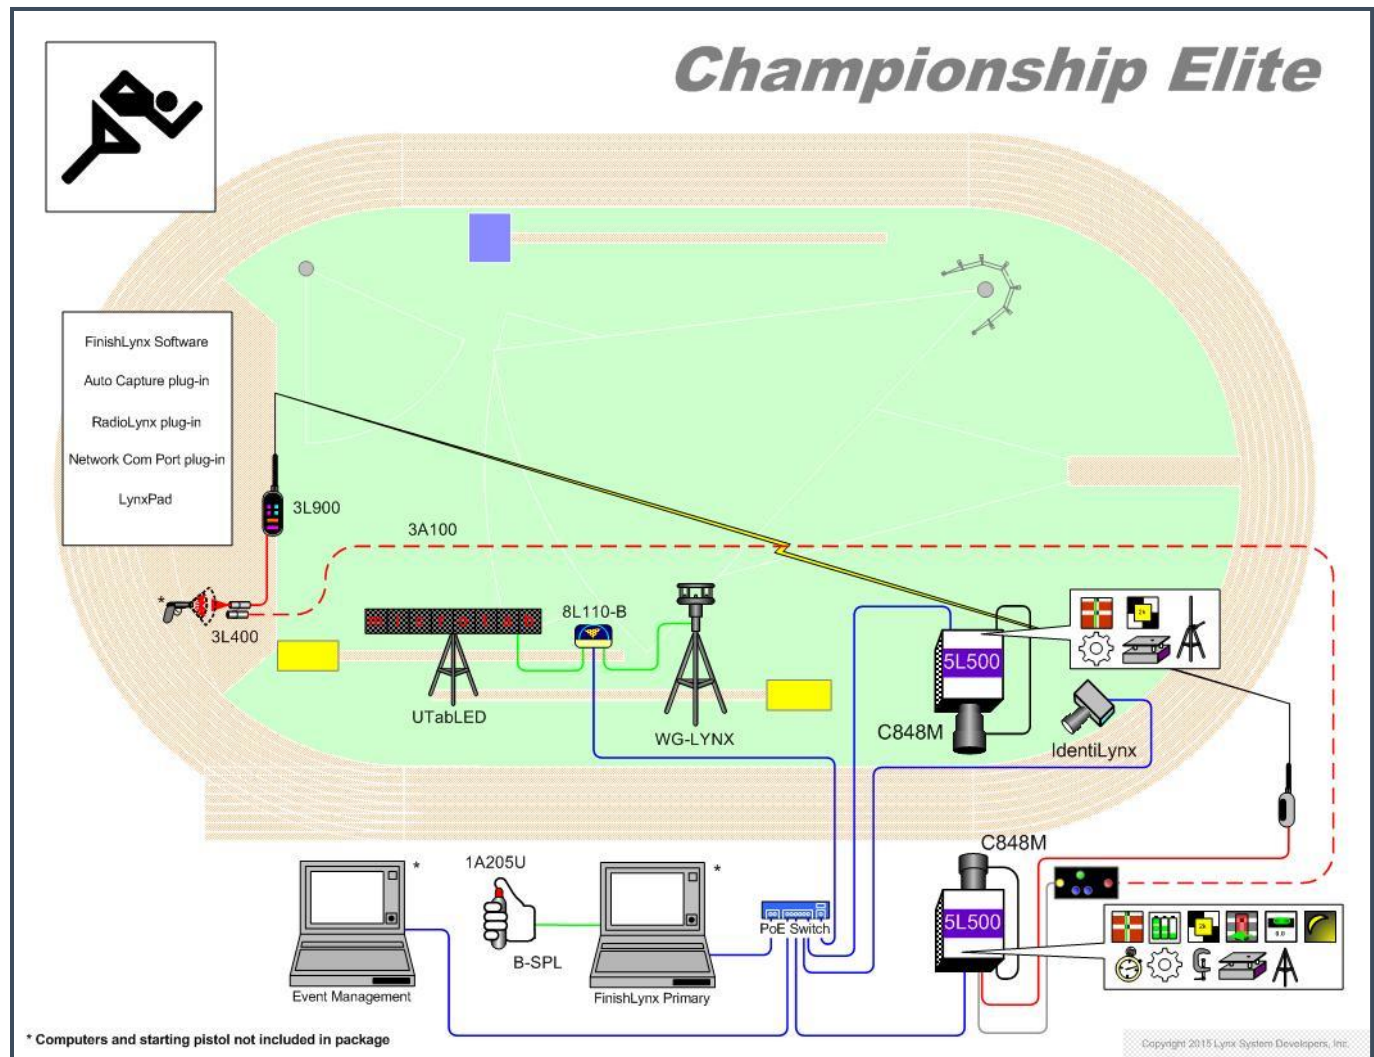 Championship Elite
FinishLynx Software
Auto Capture plug-in
RadioLynx plug-in
Network Com Port plug-in
LynxPad
3L900
3A100
*
3L400
8L110-B
UTabLED
WG-LYNX
5L500
C848M
IdentiLynx
C848M
*
1A205U
*
PoE Switch
5L500
B-SPL
Event Management
FinishLynx Primary
* Computers and starting pistol not included in package
Copyright 2015 Lynx System Developers, Inc.